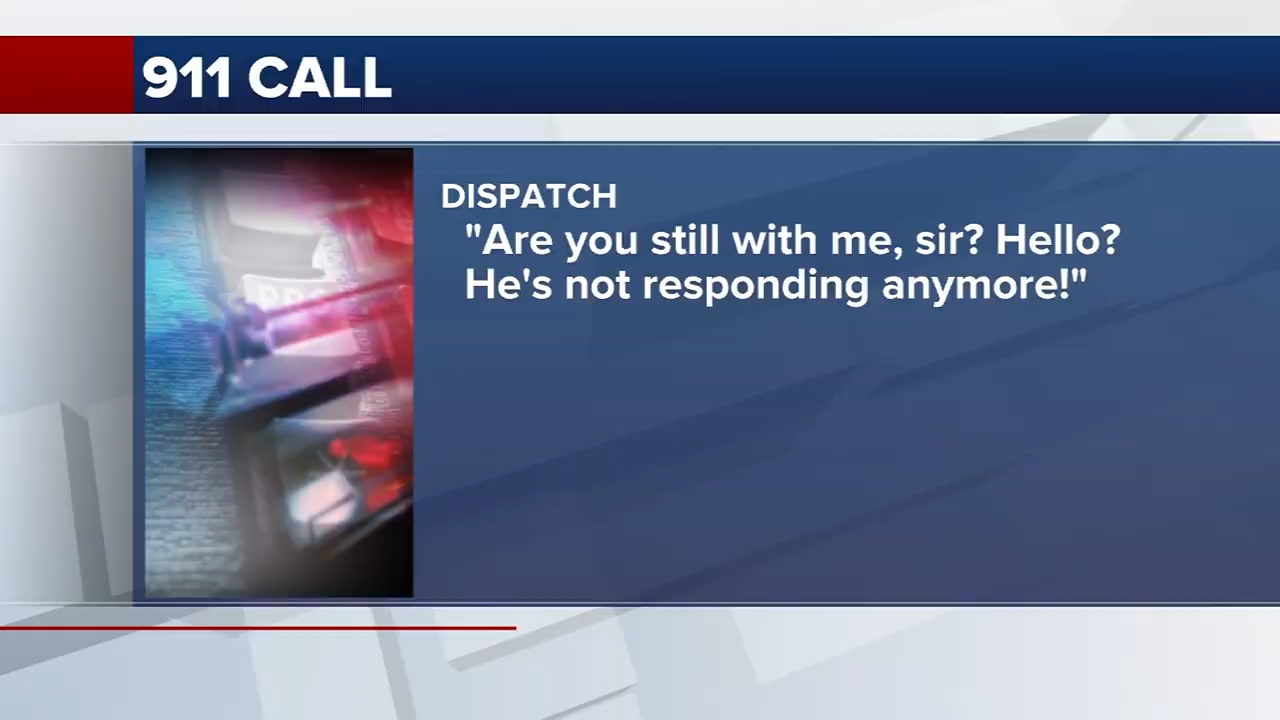 911 CALL
DISPATCH
"Are you still with me, sir? Hello?
He's not responding anymore!"